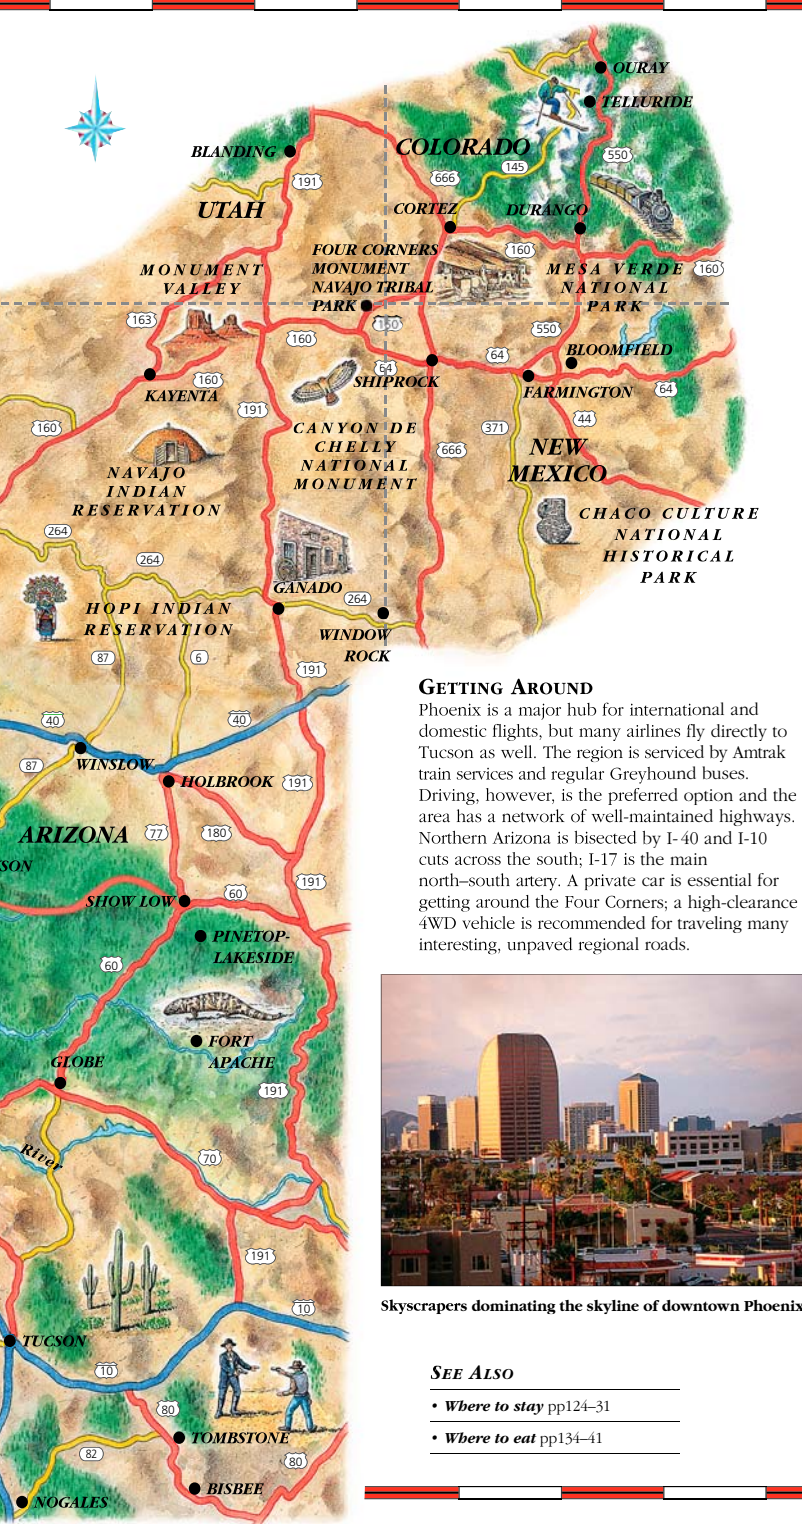 OURAY
TELLURIDE
BLANDING
COLORADO
550
145
191
666
UTAH
CORTEZ
DURANGO
FOUR CORNERS
MONUMENT
NAVAJO TRIBAL
PARK
160
MONUMENT
VALLEY
MESA VERDE
NATIONAL
PARK
160
163
160
550
BLOOMFIELD
160
64
64
SHIPROCK
KAYENTA
FARMINGTON
64
191
160
44
371
CANYON DE
CHELLY
NATIONAL
MONUMENT
666
NEW
MEXICO
NAVAJO
INDIAN
RESERVATION
CHACO CULTURE
NATIONAL
HISTORICAL
PARK
264
264
GANADO
264
HOPI INDIAN
RESERVATION
WINDOW
ROCK
87
6
191
40
40
WINSLOW
87
HOLBROOK
191
ARIZONA
77
180
SON
191
SHOW LOW
60
PINETOP-
LAKESIDE
60
FORT
APACHE
GLOBE
191
River
70
191
10
TUCSON
10
80
TOMBSTONE
82
80
BISBEE
NOGALES
GETTING AROUND
Phoenix is a major hub for international and
domestic flights, but many airlines fly directly to
Tucson as well. The region is serviced by Amtrak
train services and regular Greyhound buses.
Driving, however, is the preferred option and the
area has a network of well-maintained highways.
Northern Arizona is bisected by I-40 and I-10
cuts across the south; I-17 is the main
north–south artery. A private car is essential for
getting around the Four Corners; a high-clearance
4WD vehicle is recommended for traveling many
interesting, unpaved regional roads.
Skyscrapers dominating the skyline of downtown Phoenix
SEE ALSO
• Where to stay pp124–31
• Where to eat pp134–41